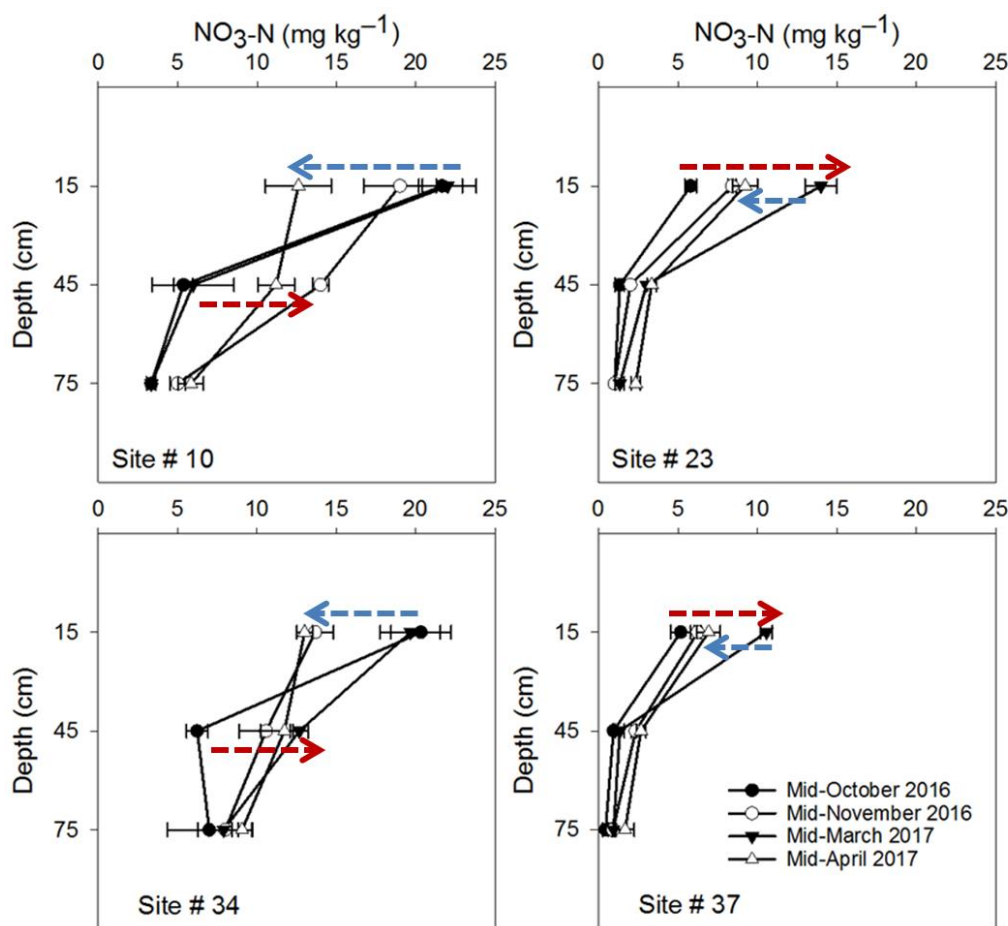 NO₃-N (mg kg⁻¹) NO₃-N (mg kg⁻¹)
0 5 10 15 20 25 0 5 10 15 20 25
15 15
Depth (cm) Depth (cm)
45 45
75 75
Site # 10 Site # 23
0 5 10 15 20 25 0 5 10 15 20 25
15 15
Depth (cm) Depth (cm)
45 45
75 75
Mid-October 2016
Mid-November 2016
Mid-March 2017
Mid-April 2017
Site # 34 Site # 37